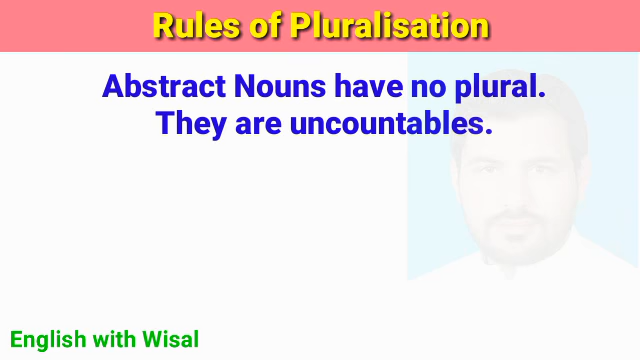 Rules of Pluralisation
Abstract Nouns have no plural.
They are uncountables.
English with Wisal